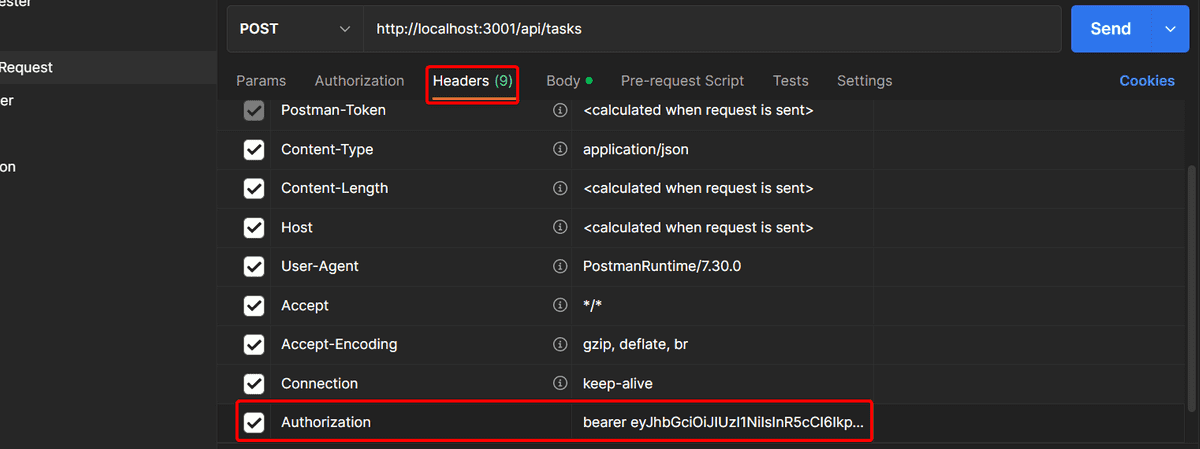 ester
POST http://localhost:3001/api/tasks Send
Request
Params Authorization Headers (9) Body Pre-request Script Tests Settings Cookies
er
Postman-Token <calculated when request is sent>
Content-Type application/json
on
Content-Length <calculated when request is sent>
Host <calculated when request is sent>
User-Agent PostmanRuntime/7.30.0
Accept */*
Accept-Encoding gzip, deflate, br
Connection keep-alive
Authorization bearer eyJhbGciOiJIUzI1NiIsInR5cCI6Ikp...